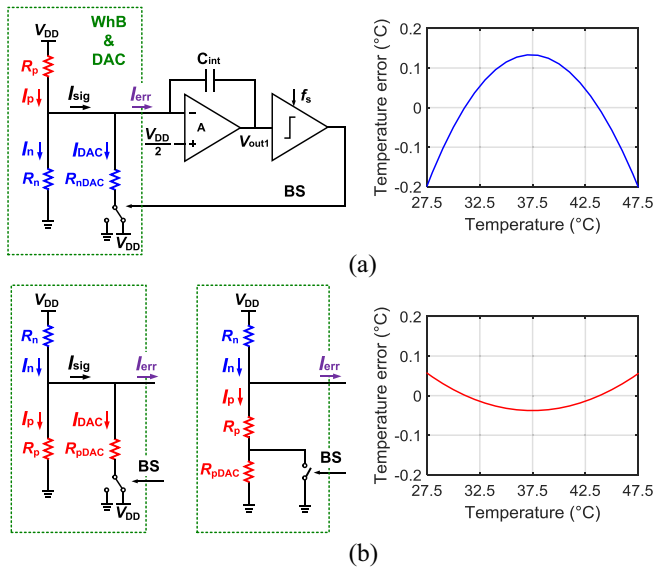 WhB
&
DAC
VDD
Rp
Ip
Isig
Ierr
Cint
fs
A
VDD
2
Vout1
In
IDAC
Rn
RnDAC
BS
VDD
Temperature error (°C)
0.2
0.1
0
-0.1
-0.2
27.5 32.5 37.5 42.5 47.5
Temperature (°C)
(a)
VDD
Rn
In
Isig
Ierr
Ip
IDAC
Rp
RpDAC
BS
VDD
VDD
Rn
In
Ierr
Ip
Rp
BS
RpDAC
Temperature error (°C)
0.2
0.1
0
-0.1
-0.2
27.5 32.5 37.5 42.5 47.5
Temperature (°C)
(b)